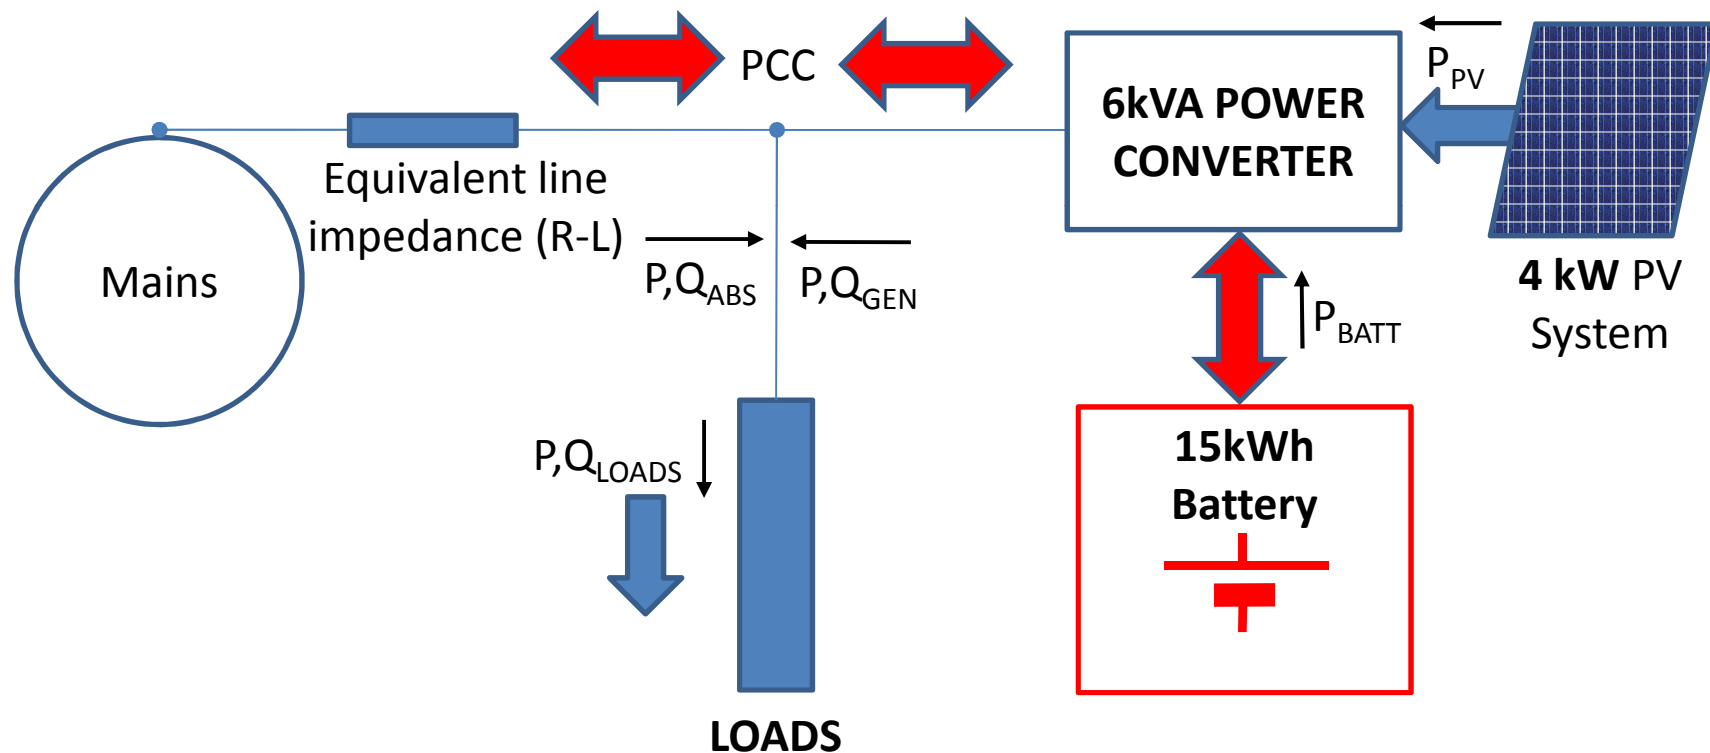 PCC
P_PV
6kVA POWER
CONVERTER
Equivalent line
impedance (R-L)
Mains
P,Q_ABS
P,Q_GEN
4 kW PV
System
P_BATT
P,Q_LOADS
15kWh
Battery
LOADS